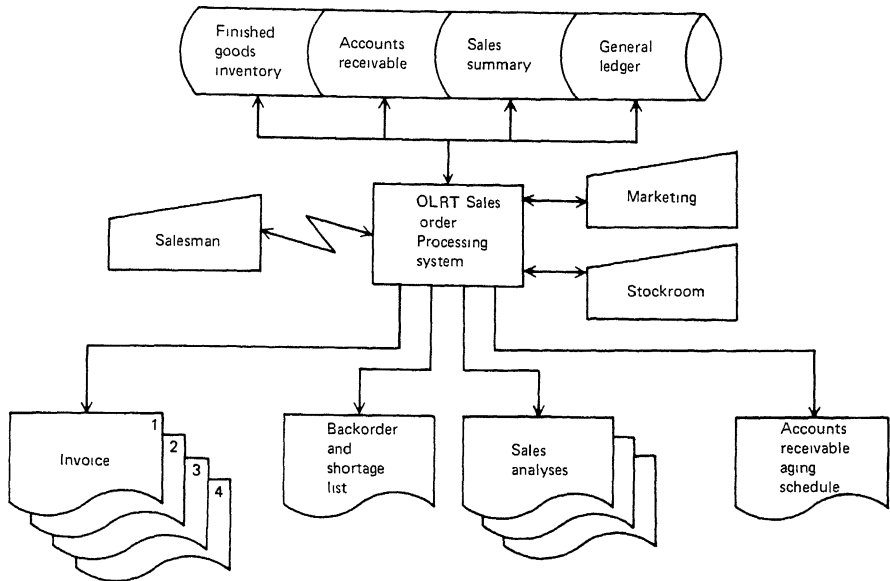 Finished
goods
inventory
Accounts
receivable
Sales
summary
General
ledger
OLRT Sales
order
Processing
system
Marketing
Salesman
Stockroom
1
2
3
4
Invoice
Backorder
and
shortage
list
Sales
analyses
Accounts
receivable
aging
schedule